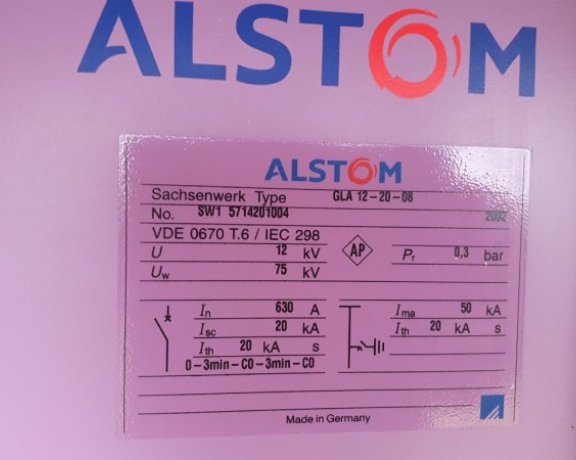 ALSTOM
ALSTOM
Sachsenwerk Type GLA 12-20-08
No. SW1 5714201004 2002
VDE 0670 T.6 / IEC 298
U 12 kV
AP
Pr 0,3 bar
Uw 75 kV
In 630 A
Isc 20 kA
Ith 20 kA s
0-3min-CO-3min-CO
Ima 50 kA
Ith 20 kA s
Made in Germany